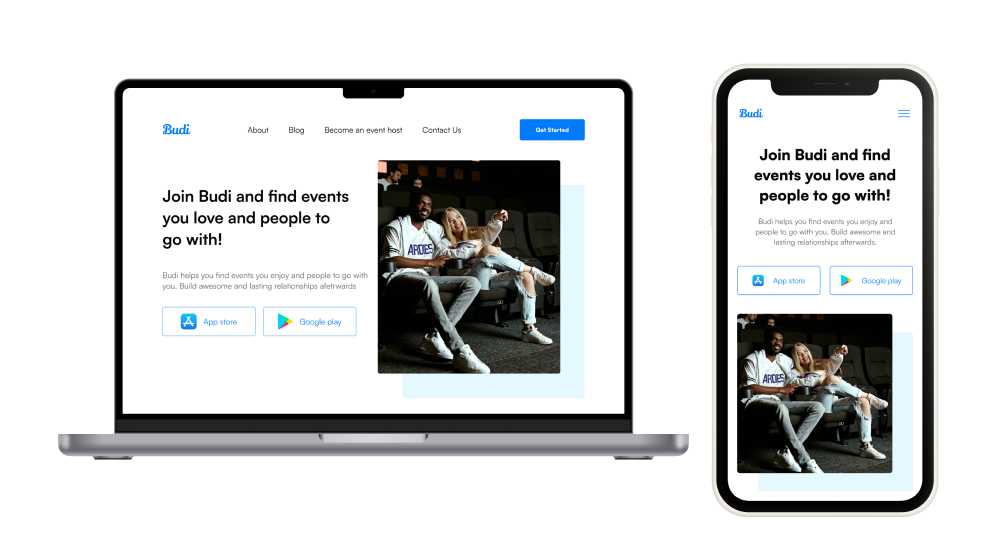 Budi
About Blog Become an event host Contact Us
Get Started
Join Budi and find events
you love and people to
go with!
Budi helps you find events you enjoy and people to go with
you. Build awesome and lasting relationships afetrwards
App store
Google play
ARDIES
Budi
Join Budi and find
events you love and
people to go with!
Budi helps you find events you enjoy and
people to go with you. Build awesome and
lasting relationships afterwards.
App store
Google play
ARDIES